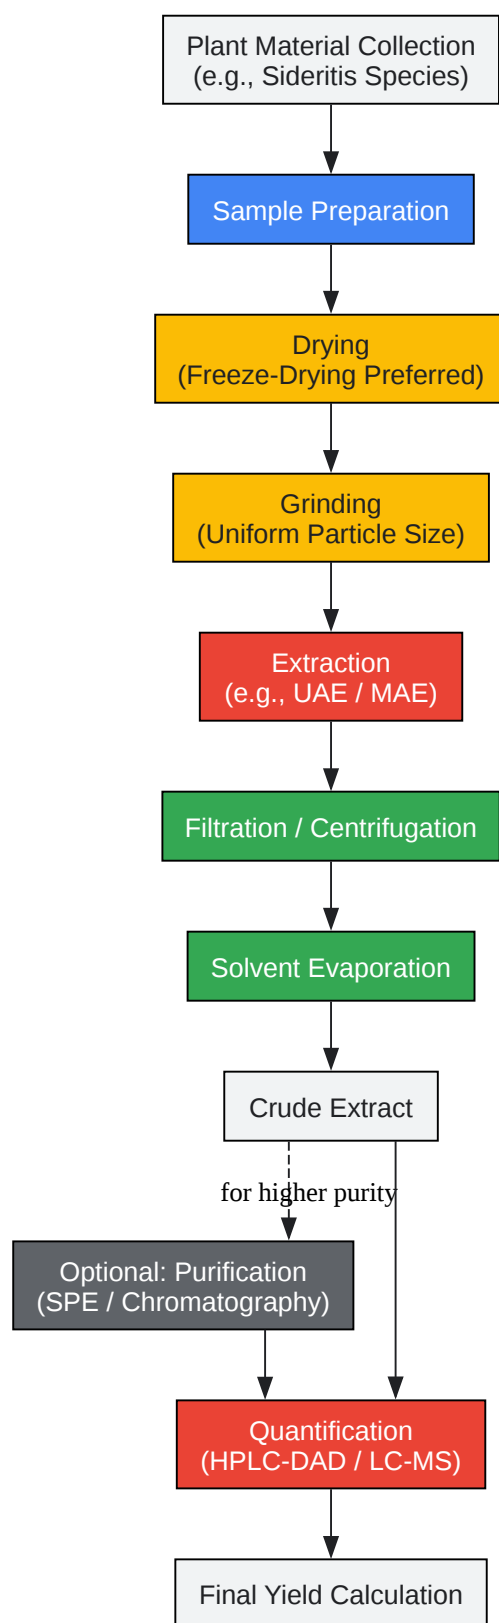 Plant Material Collection
(e.g., Sideritis Species)
Sample Preparation
Drying
(Freeze-Drying Preferred)
Grinding
(Uniform Particle Size)
Extraction
(e.g., UAE / MAE)
Filtration / Centrifugation
Solvent Evaporation
Crude Extract
for higher purity
Optional: Purification
(SPE / Chromatography)
Quantification
(HPLC-DAD / LC-MS)
Final Yield Calculation